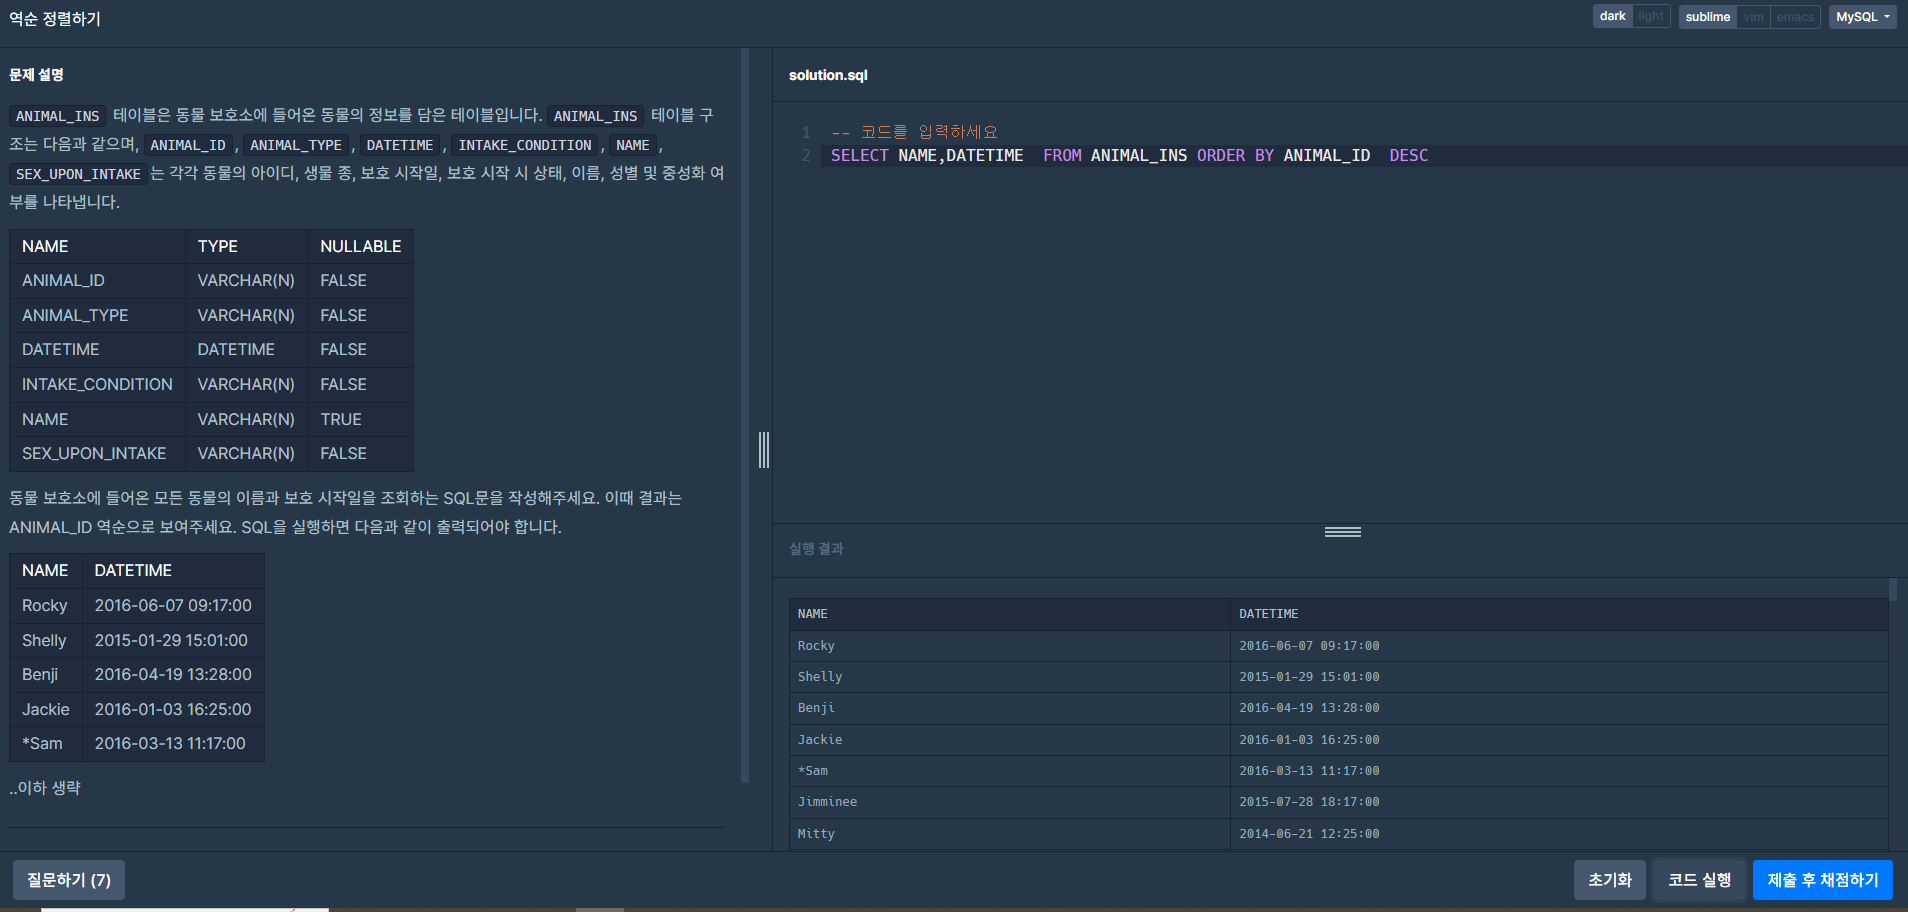 역순 정렬하기
dark light
sublime vim emacs
MySQL
문제 설명
ANIMAL_INS 테이블은 동물 보호소에 들어온 동물의 정보를 담은 테이블입니다. ANIMAL_INS 테이블 구
조는 다음과 같으며, ANIMAL_ID, ANIMAL_TYPE, DATETIME, INTAKE_CONDITION, NAME,
SEX_UPON_INTAKE는 각각 동물의 아이디, 생물 종, 보호 시작일, 보호 시작 시 상태, 이름, 성별 및 중성화 여
부를 나타냅니다.
NAME TYPE NULLABLE
ANIMAL_ID VARCHAR(N) FALSE
ANIMAL_TYPE VARCHAR(N) FALSE
DATETIME DATETIME FALSE
INTAKE_CONDITION VARCHAR(N) FALSE
NAME VARCHAR(N) TRUE
SEX_UPON_INTAKE VARCHAR(N) FALSE
동물 보호소에 들어온 모든 동물의 이름과 보호 시작일을 조회하는 SQL문을 작성해주세요. 이때 결과는
ANIMAL_ID 역순으로 보여주세요. SQL을 실행하면 다음과 같이 출력되어야 합니다.
NAME DATETIME
Rocky 2016-06-07 09:17:00
Shelly 2015-01-29 15:01:00
Benji 2016-04-19 13:28:00
Jackie 2016-01-03 16:25:00
*Sam 2016-03-13 11:17:00
..이하 생략
solution.sql
1 -- 코드를 입력하세요
2 SELECT NAME,DATETIME  FROM ANIMAL_INS ORDER BY ANIMAL_ID  DESC
실행 결과
NAME DATETIME
Rocky 2016-06-07 09:17:00
Shelly 2015-01-29 15:01:00
Benji 2016-04-19 13:28:00
Jackie 2016-01-03 16:25:00
*Sam 2016-03-13 11:17:00
Jimminee 2015-07-28 18:17:00
Mitty 2014-06-21 12:25:00
질문하기 (7)
초기화
코드 실행
제출 후 채점하기